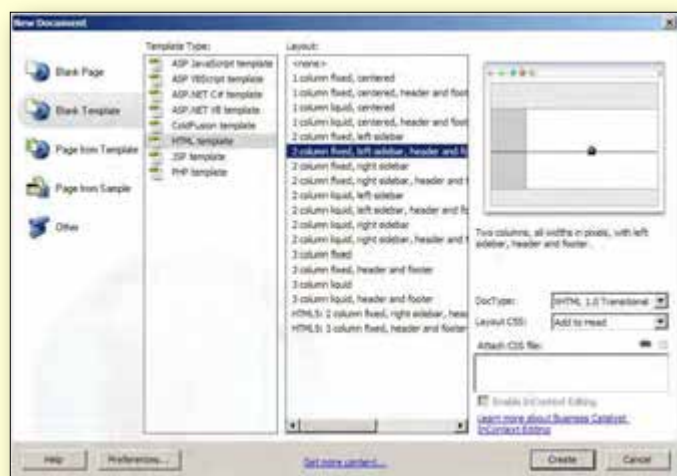 New Document
Blank Page
Blank Template
Page from Template
Page from Sample
Other
Template Type:
ASP JavaScript template
ASP VBScript template
ASP.NET C# template
ASP.NET VB template
ColdFusion template
HTML template
JSP template
PHP template
Layout:
<none>
1 column fixed, centered
1 column fixed, centered, header and foot
1 column liquid, centered
1 column liquid, centered, header and foot
2 column fixed, left sidebar
2 column fixed, left sidebar, header and fo
2 column fixed, right sidebar
2 column fixed, right sidebar, header and f
2 column liquid, left sidebar
2 column liquid, left sidebar, header and fo
2 column liquid, right sidebar
2 column liquid, right sidebar, header and f
3 column fixed
3 column fixed, header and footer
3 column liquid
3 column liquid, header and footer
HTML5: 2 column fixed, right sidebar, head
HTML5: 3 column fixed, header and footer
Two columns, all widths in pixels, with left
sidebar, header and footer.
DocType: XHTML 1.0 Transitional
Layout CSS: Add to Head
Attach CSS file:
Enable InContext Editing
Learn more about Business Catalyst
InContext Editing
Help
Preferences...
Get more content...
Create
Cancel